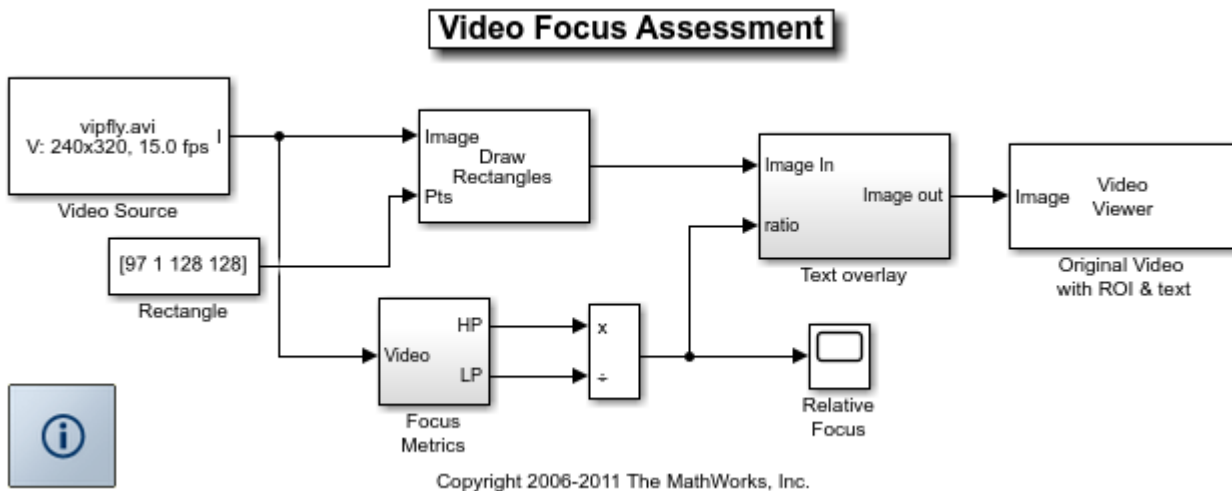 Video Focus Assessment
vipfly.avi
V: 240x320, 15.0 fps
I
Video Source
[97 1 128 128]
Rectangle
Image
Pts
Draw
Rectangles
Video
HP
LP
Focus
Metrics
x
÷
Image In
ratio
Image out
Text overlay
Relative
Focus
Image
Video
Viewer
Original Video
with ROI & text
i
Copyright 2006-2011 The MathWorks, Inc.